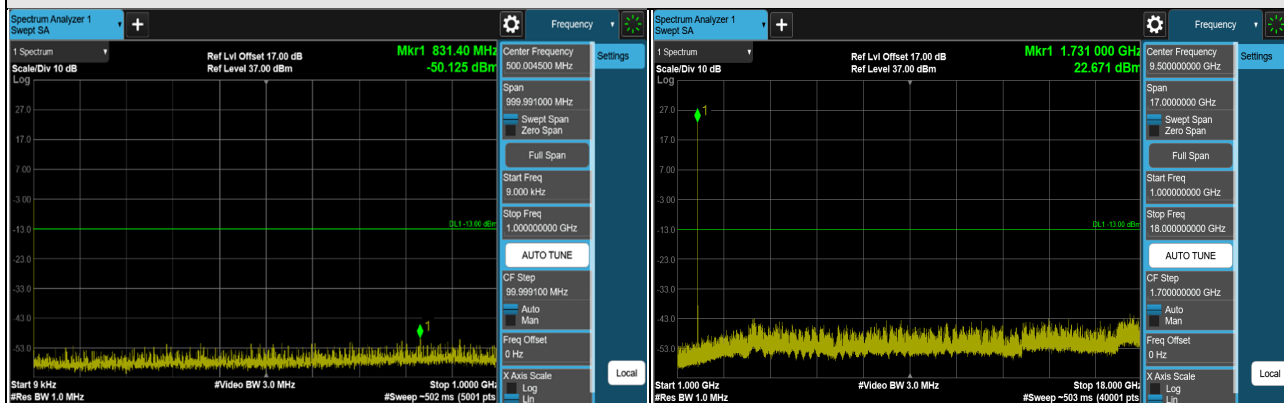 Spectrum Analyzer 1
Swept SA
+
Frequency
1 Spectrum
Scale/Div 10 dB
Log
Ref Lvl Offset 17.00 dB
Ref Level 37.00 dBm
Mkr1 831.40 MHz
-50.125 dBm
27.0
17.0
7.00
-3.00
-13.0
-23.0
-33.0
-43.0
-53.0
DL1 -13.00 dBm
1
Start 9 kHz
#Res BW 1.0 MHz
#Video BW 3.0 MHz
Stop 1.0000 GHz
#Sweep ~502 ms (5001 pts
Center Frequency
500.004500 MHz
Settings
Span
999.991000 MHz
Swept Span
Zero Span
Full Span
Start Freq
9.000 kHz
Stop Freq
1.000000000 GHz
AUTO TUNE
CF Step
99.999100 MHz
Auto
Man
Freq Offset
0 Hz
X Axis Scale
Log
Lin
Local
Spectrum Analyzer 1
Swept SA
+
Frequency
1 Spectrum
Scale/Div 10 dB
Log
Ref Lvl Offset 17.00 dB
Ref Level 37.00 dBm
Mkr1 1.731 000 GHz
22.671 dBm
27.0
17.0
7.00
-3.00
-13.0
-23.0
-33.0
-43.0
-53.0
DL1 -13.00 dBm
1
Start 1.000 GHz
#Res BW 1.0 MHz
#Video BW 3.0 MHz
Stop 18.000 GHz
#Sweep ~503 ms (40001 pts
Center Frequency
9.50000000 GHz
Settings
Span
17.0000000 GHz
Swept Span
Zero Span
Full Span
Start Freq
1.000000000 GHz
Stop Freq
18.000000000 GHz
AUTO TUNE
CF Step
1.700000000 GHz
Auto
Man
Freq Offset
0 Hz
X Axis Scale
Log
Lin
Local